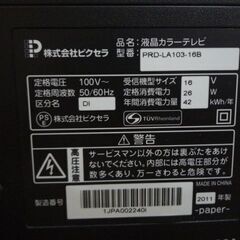 株式会社ピクセラ
品名：液晶カラーテレビ
型番：PRD-LA103-16B
定格電圧 100V~ 受信機型サイズ 16 V
定格周波数 50/60Hz 定格消費電力 26 W
区分名 DI 年間消費電力量 42 kWh/年
PSE 株式会社ピクセラ TÜVRheinland
警告
高圧注意
サービスマン以外の方は裏ぶたをあけないでください。
内部には高電圧部分が数多くあり、万一さわると危険です。
MADE IN CHINA
1JPA002240I
2011年製
-paper-